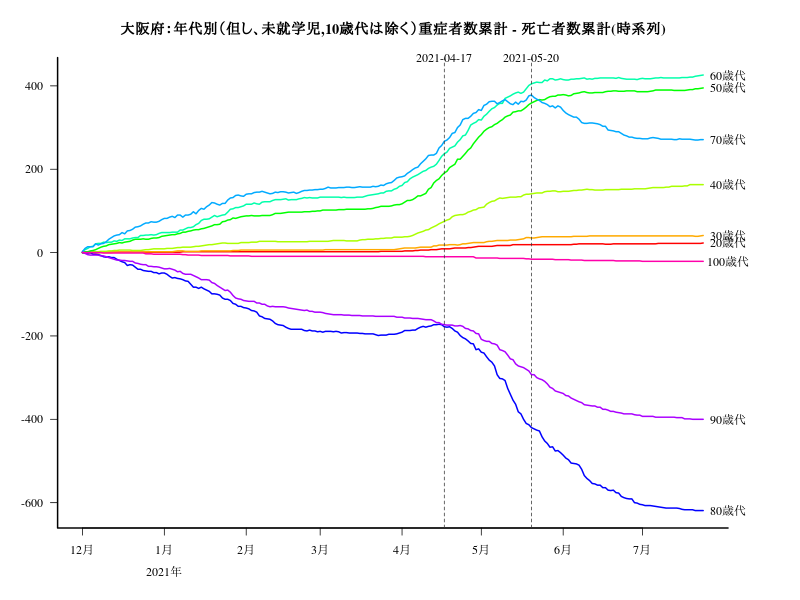 大阪府：年代別（但し、未就学児,10歳代は除く）重症者数累計 - 死亡者数累計(時系列)
2021-04-17
2021-05-20
400
200
0
-200
-400
-600
60歳代
50歳代
70歳代
40歳代
30歳代
20歳代
100歳代
90歳代
80歳代
12月
1月
2月
3月
4月
5月
6月
7月
2021年